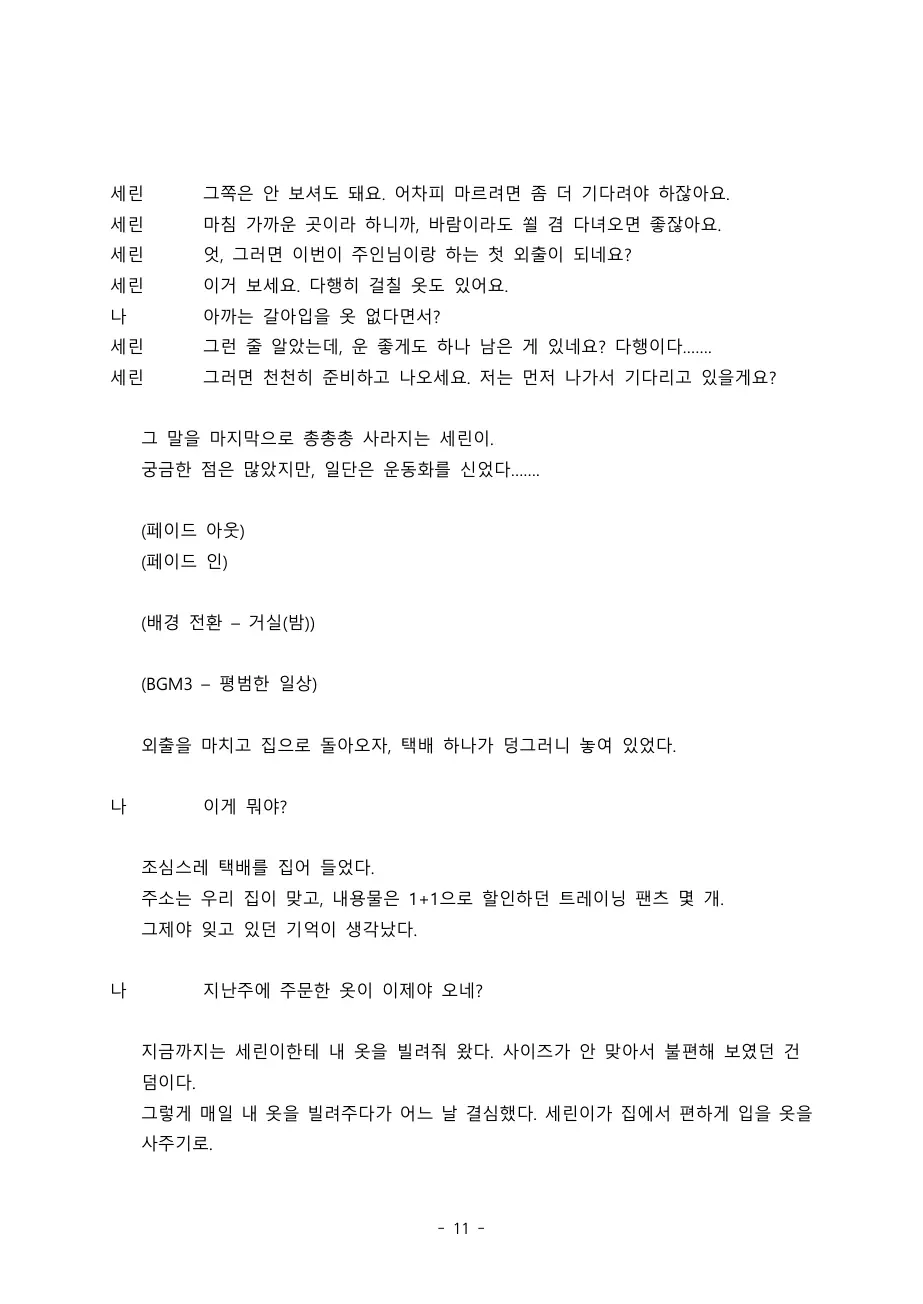 세린 그쪽은 안 보셔도 돼요. 어차피 마르려면 좀 더 기다려야 하잖아요.
세린 마침 가까운 곳이라 하니까, 바람이라도 쐴 겸 다녀오면 좋잖아요.
세린 엇, 그러면 이번이 주인님이랑 하는 첫 외출이 되네요?
세린 이거 보세요. 다행히 걸칠 옷도 있어요.
나 아까는 갈아입을 옷 없다면서?
세린 그런 줄 알았는데, 운 좋게도 하나 남은 게 있네요? 다행이다.......
세린 그러면 천천히 준비하고 나오세요. 저는 먼저 나가서 기다리고 있을게요?
그 말을 마지막으로 총총총 사라지는 세린이.
궁금한 점은 많았지만, 일단은 운동화를 신었다.......
(페이드 아웃)
(페이드 인)
(배경 전환 – 거실(밤))
(BGM3 – 평범한 일상)
외출을 마치고 집으로 돌아오자, 택배 하나가 덩그러니 놓여 있었다.
나 이게 뭐야?
조심스레 택배를 집어 들었다.
주소는 우리 집이 맞고, 내용물은 1+1으로 할인하던 트레이닝 팬츠 몇 개.
그제야 잊고 있던 기억이 생각났다.
나 지난주에 주문한 옷이 이제야 오네?
지금까지는 세린이한테 내 옷을 빌려줘 왔다. 사이즈가 안 맞아서 불편해 보였던 건
덤이다.
그렇게 매일 내 옷을 빌려주다가 어느 날 결심했다. 세린이가 집에서 편하게 입을 옷을
사주기로.
- 11 -